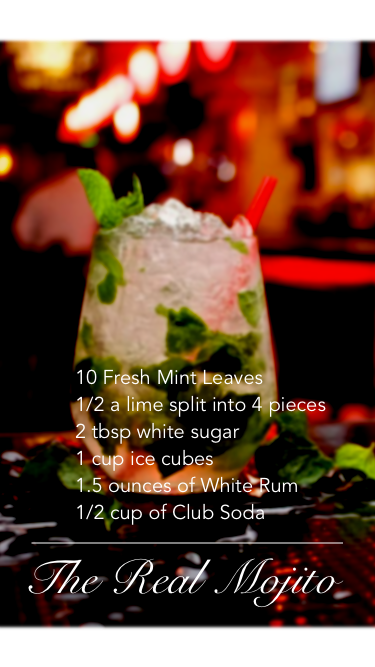 10 Fresh Mint Leaves
1/2 a lime split into 4 pieces
2 tbsp white sugar
1 cup ice cubes
1.5 ounces of White Rum
1/2 cup of Club Soda
The Real Mojito